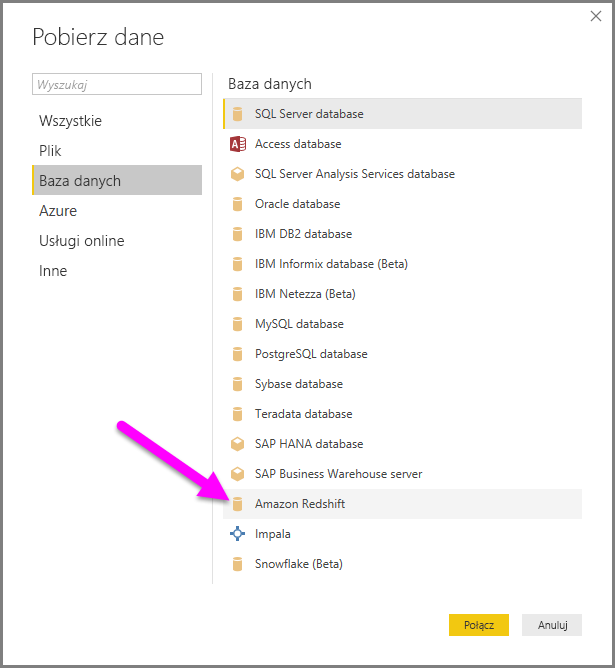 Pobierz dane
Wyszukaj
Wszystkie
Plik
Baza danych
Azure
Usługi online
Inne
Baza danych
SQL Server database
A
Access database
SQL Server Analysis Services database
Oracle database
IBM DB2 database
IBM Informix database (Beta)
IBM Netezza (Beta)
MySQL database
PostgreSQL database
Sybase database
Teradata database
SAP HANA database
SAP Business Warehouse server
Amazon Redshift
Impala
Snowflake (Beta)
Połącz
Anuluj